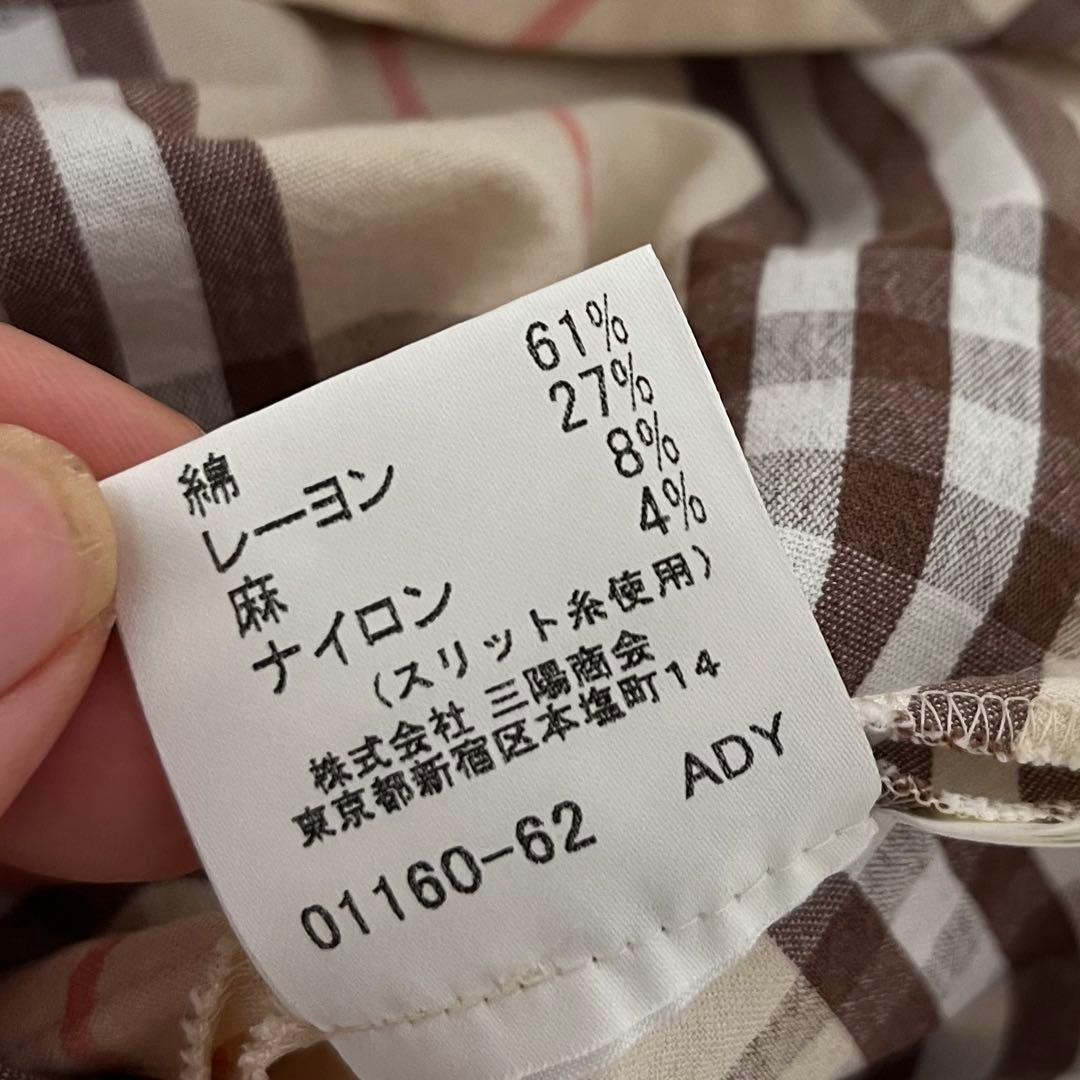 綿 61%
レーヨン 27%
麻 8%
ナイロン 4%
(スリット糸使用)
株式会社 三陽商会
東京都新宿区本塩町14
ADY
01160-62